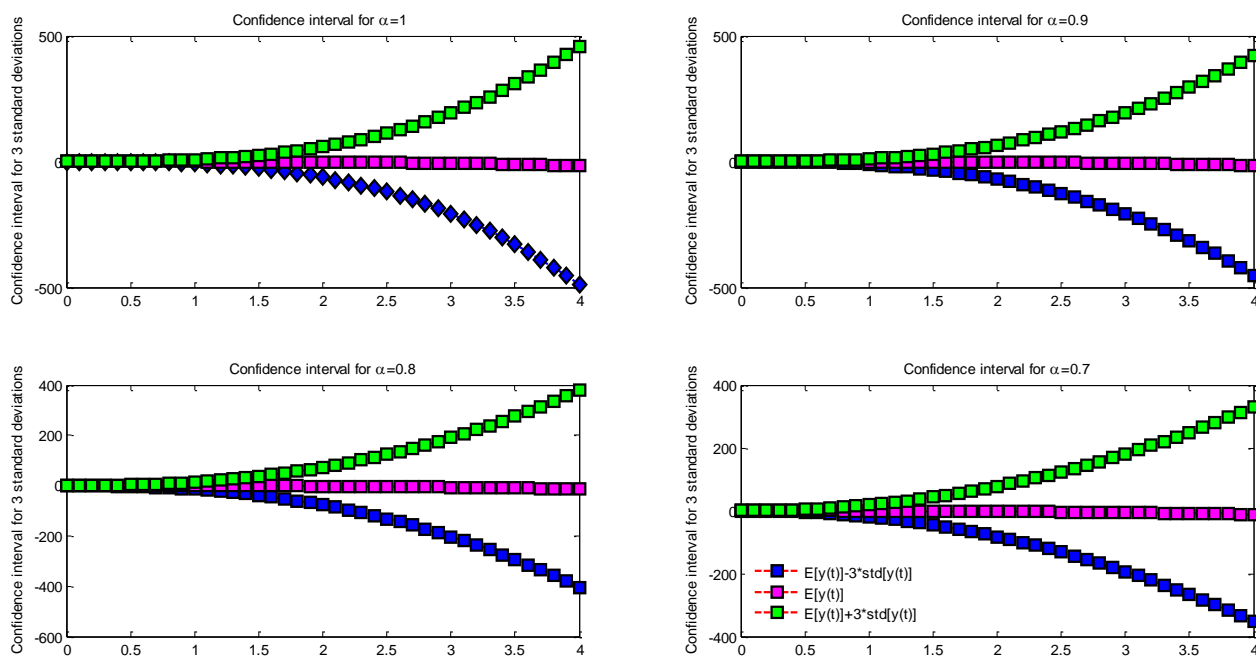 Confidence interval for α=1
Confidence interval for 3 standard deviations
500
0
-500
0 0.5 1 1.5 2 2.5 3 3.5 4
Confidence interval for α=0.9
Confidence interval for 3 standard deviations
500
0
-500
0 0.5 1 1.5 2 2.5 3 3.5 4
Confidence interval for α=0.8
Confidence interval for 3 standard deviations
400
200
0
-200
-400
-600
0 0.5 1 1.5 2 2.5 3 3.5 4
Confidence interval for α=0.7
Confidence interval for 3 standard deviations
400
200
0
-200
-400
0 0.5 1 1.5 2 2.5 3 3.5 4
E[y(t)]-3*std[y(t)]
E[y(t)]
E[y(t)]+3*std[y(t)]